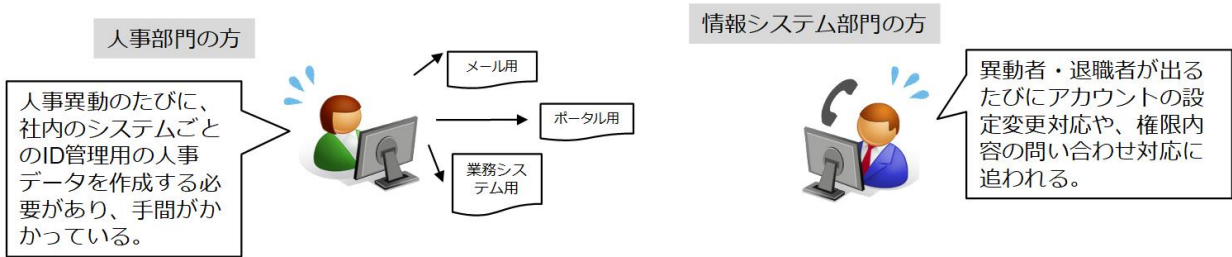 人事部門の方
人事異動のたびに、
社内のシステムごと
のID管理用の人事
データを作成する必
要があり、手間がか
かっている。
メール用
ポータル用
業務シス
テム用
情報システム部門の方
異動者・退職者が出る
たびにアカウントの設
定変更対応や、権限内
容の問い合わせ対応に
追われる。